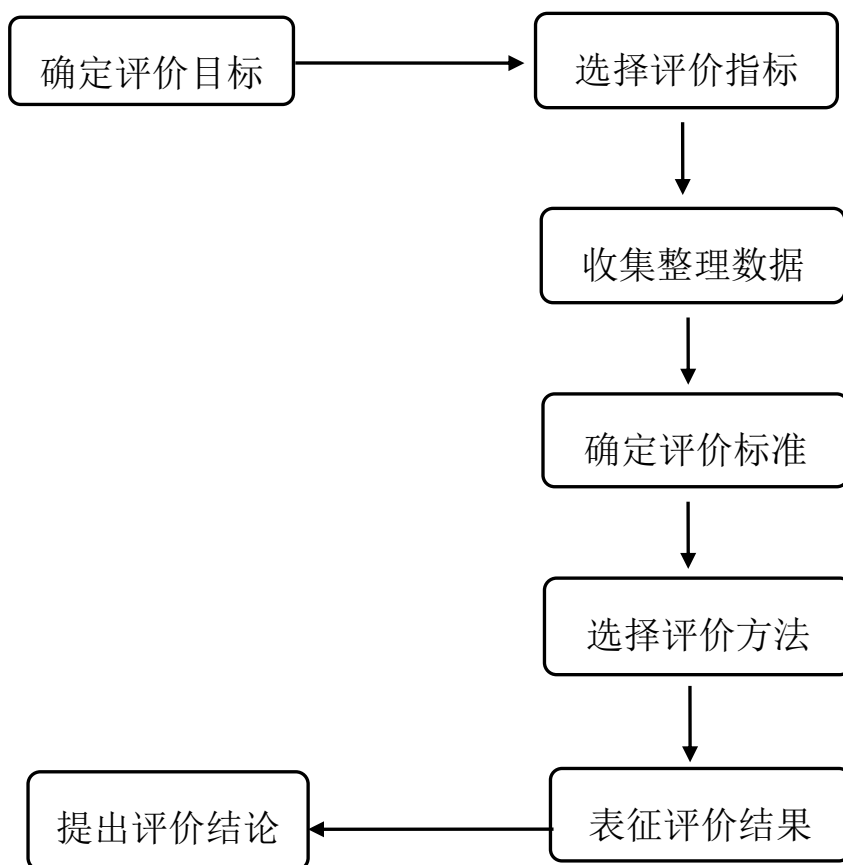 确定评价目标
选择评价指标
收集整理数据
确定评价标准
选择评价方法
表征评价结果
提出评价结论